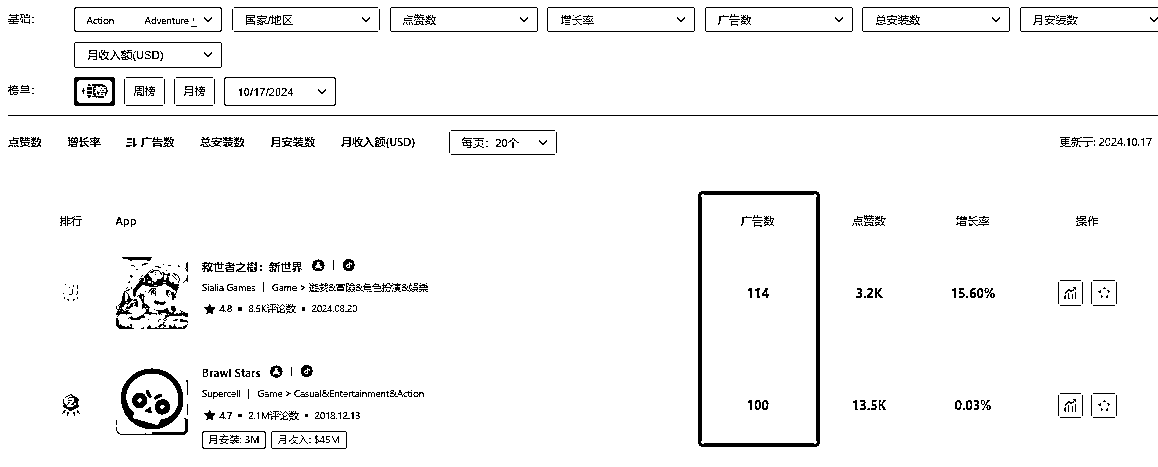 基础: Action Adventure 国家/地区 点赞数 增长率 广告数 总安装数 月安装数
月收入额(USD)
榜单: 日榜 周榜 月榜 10/17/2024
点赞数 增长率 广告数 总安装数 月安装数 月收入额(USD) 每页: 20个 更新于: 2024.10.17
排行 App 广告数 点赞数 增长率 操作
救世者之樹：新世界
Sialia Games | Game > 遊戲&冒險&角色扮演&娛樂
4.8 8.5K评论数 2024.08.20
114 3.2K 15.60%
Brawl Stars
Supercell | Game > Casual&Entertainment&Action
4.7 2.1M评论数 2018.12.13
月安装: 3M 月收入: $45M
100 13.5K 0.03%